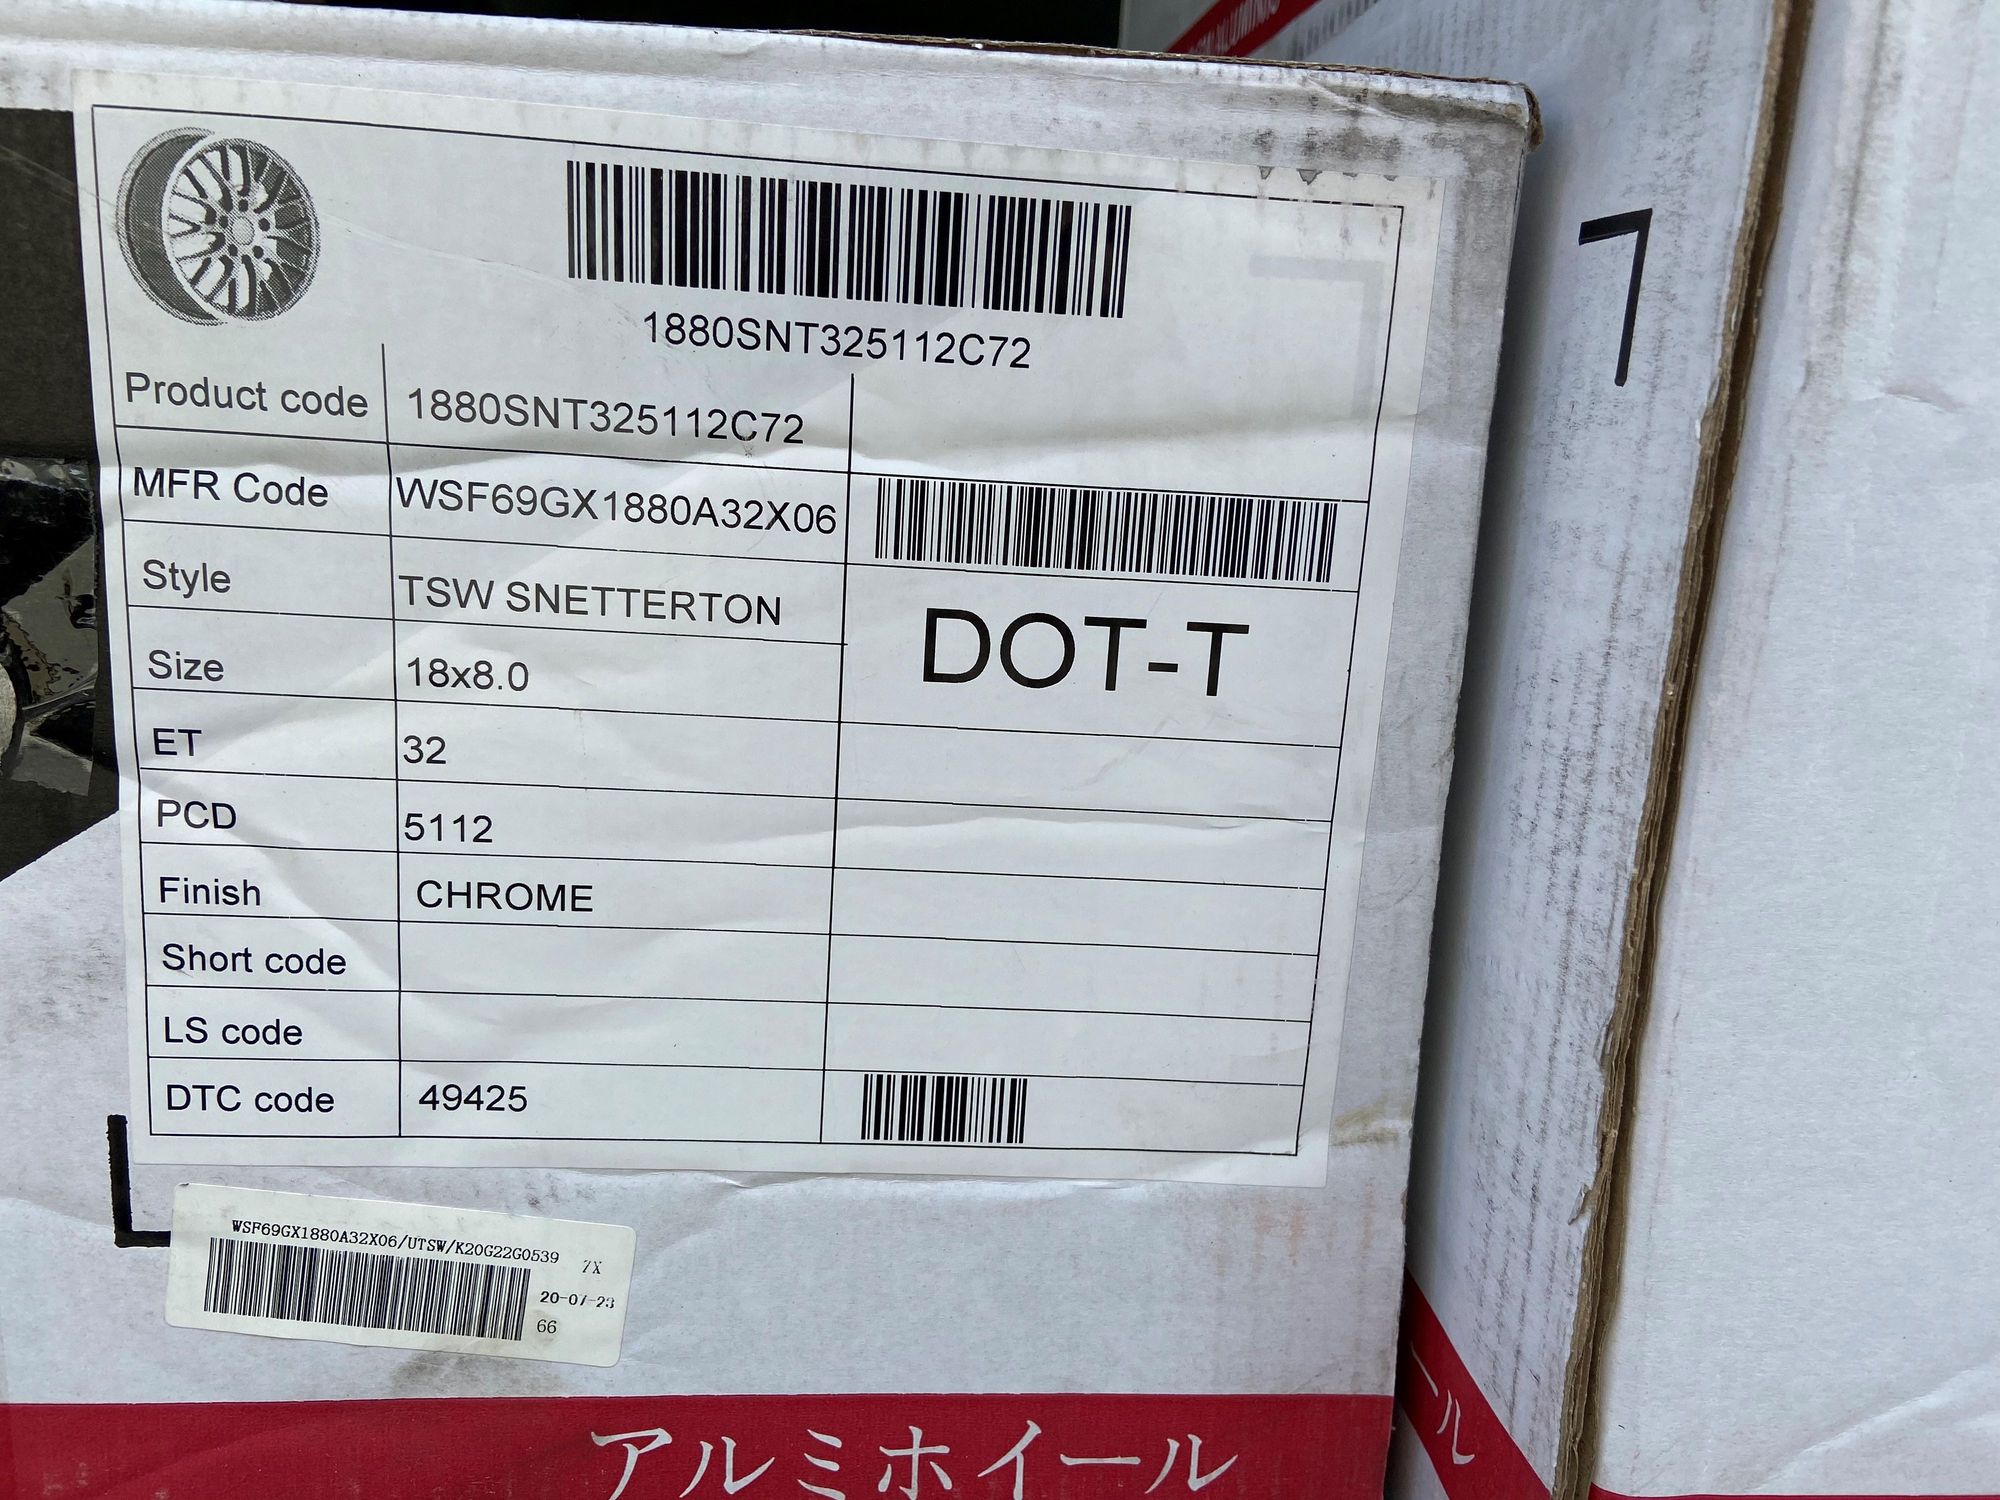 1880SNT325112C72
Product code 1880SNT325112C72
MFR Code WSF69GX1880A32X06
Style TSW SNETTERTON
DOT-T
Size 18x8.0
ET 32
PCD 5112
Finish CHROME
Short code
LS code
DTC code 49425
WSF69GX1880A32X06/UTSW/K20G22G0539 7X
20-07-23
66
アルミホイール
ール